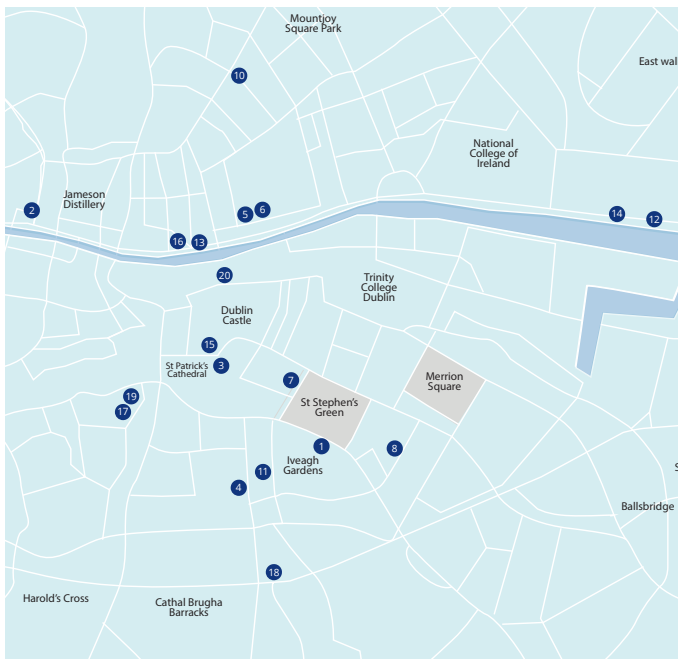 Mountjoy
Square Park
East wal
10
National
College of
Ireland
Jameson
Distillery
2
5
6
14
12
16
13
20
Trinity
College
Dublin
Dublin
Castle
15
St Patrick's
Cathedral
3
7
Merrion
Square
St Stephen's
Green
19
17
1
8
Iveagh
Gardens
11
4
S
Ballsbridge
18
Harold's Cross
Cathal Brugha
Barracks